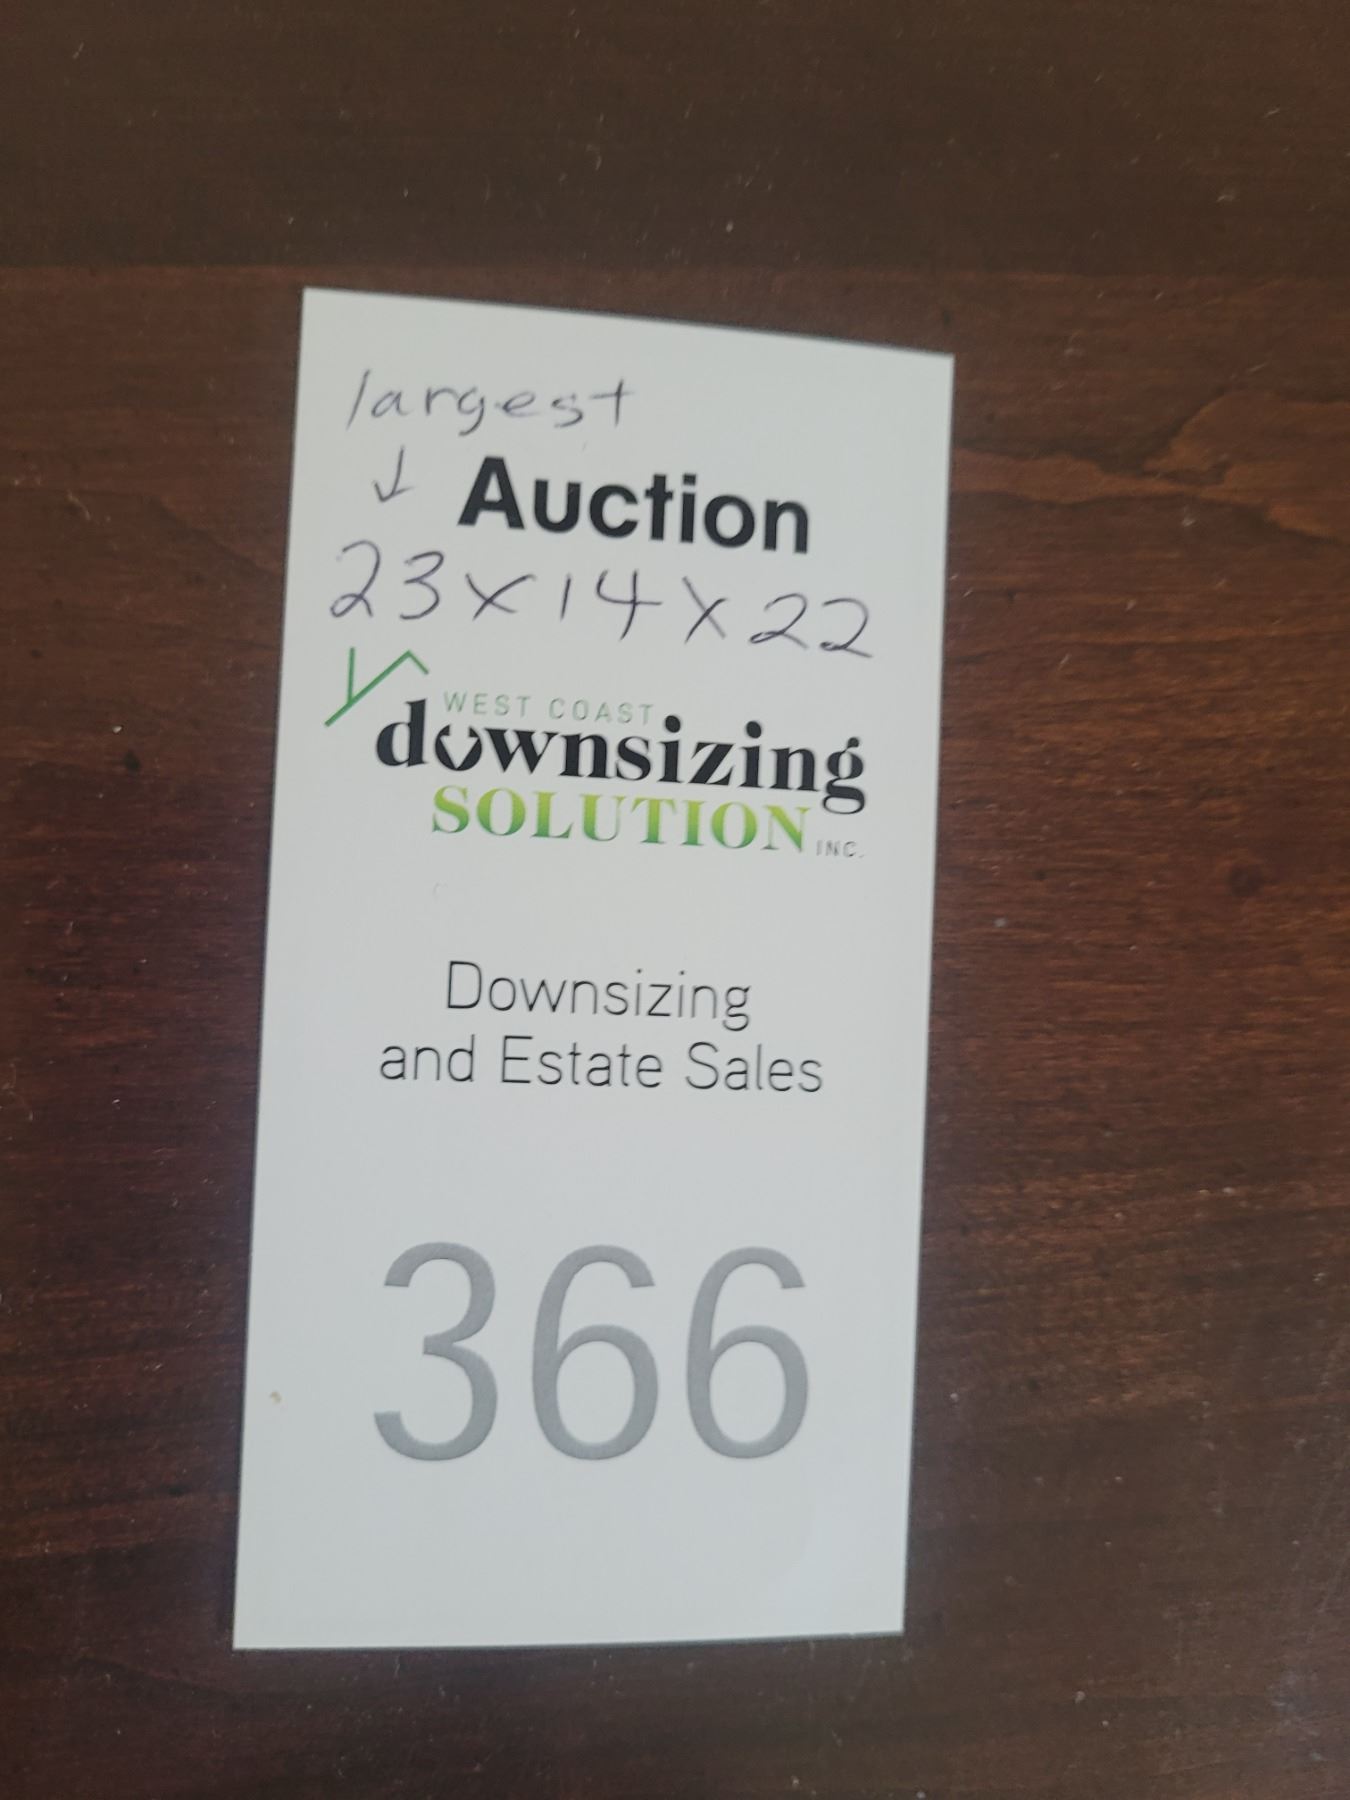 largest
↓ Auction
23x14x22
WEST COAST
downsizing
SOLUTION INC.
Downsizing
and Estate Sales
366